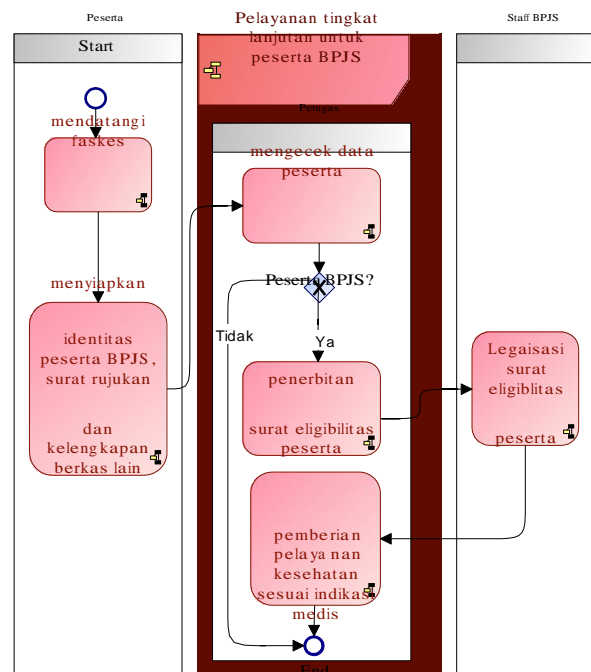 Peserta
Start
mendatangi
faskes
menyiapkan
identitas
peserta BPJS,
surat rujukan
dan
kelengkapan
berkas lain
Pelayanan tingkat
lanjutan untuk
peserta BPJS
Petugas
mengecek data
peserta
Peserta BPJS?
Tidak
Ya
penerbitan
surat eligibilitas
peserta
pemberian
pelayanan
kesehatan
sesuai indikasi
medis
End
Staff BPJS
Legaisasi
surat
eligiblitas
peserta